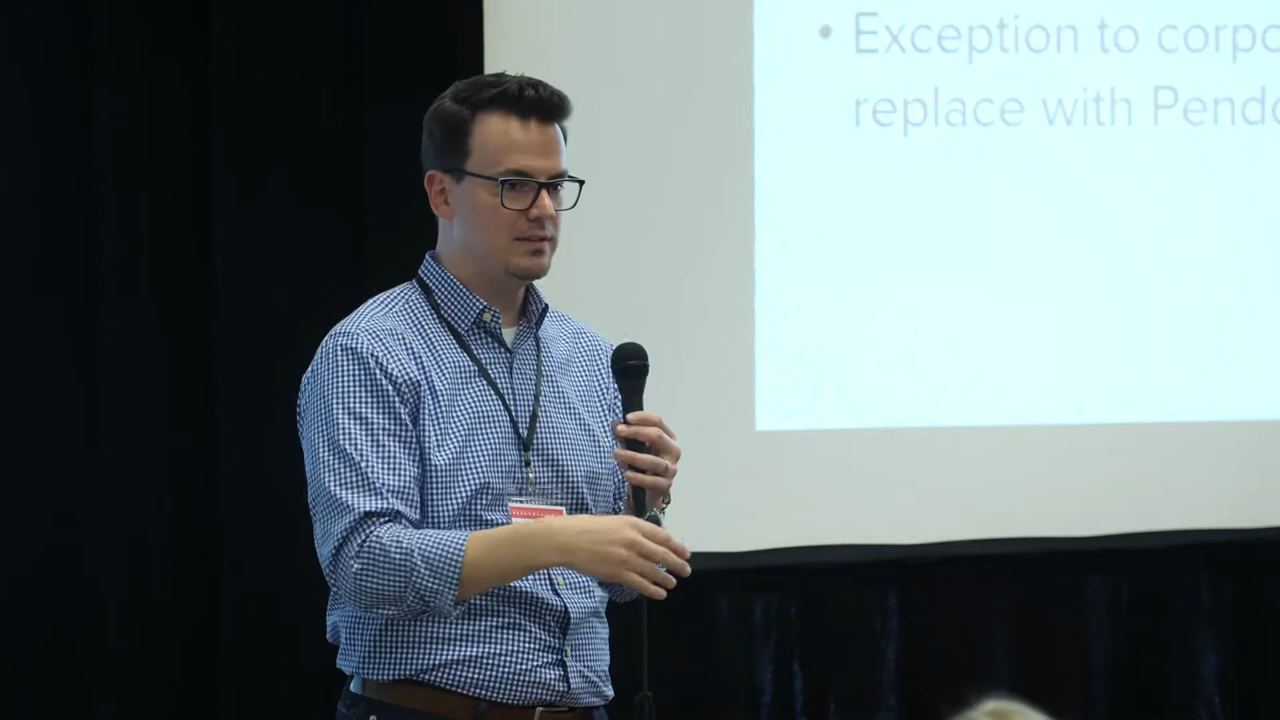 • Exception to corpo
replace with Pendo